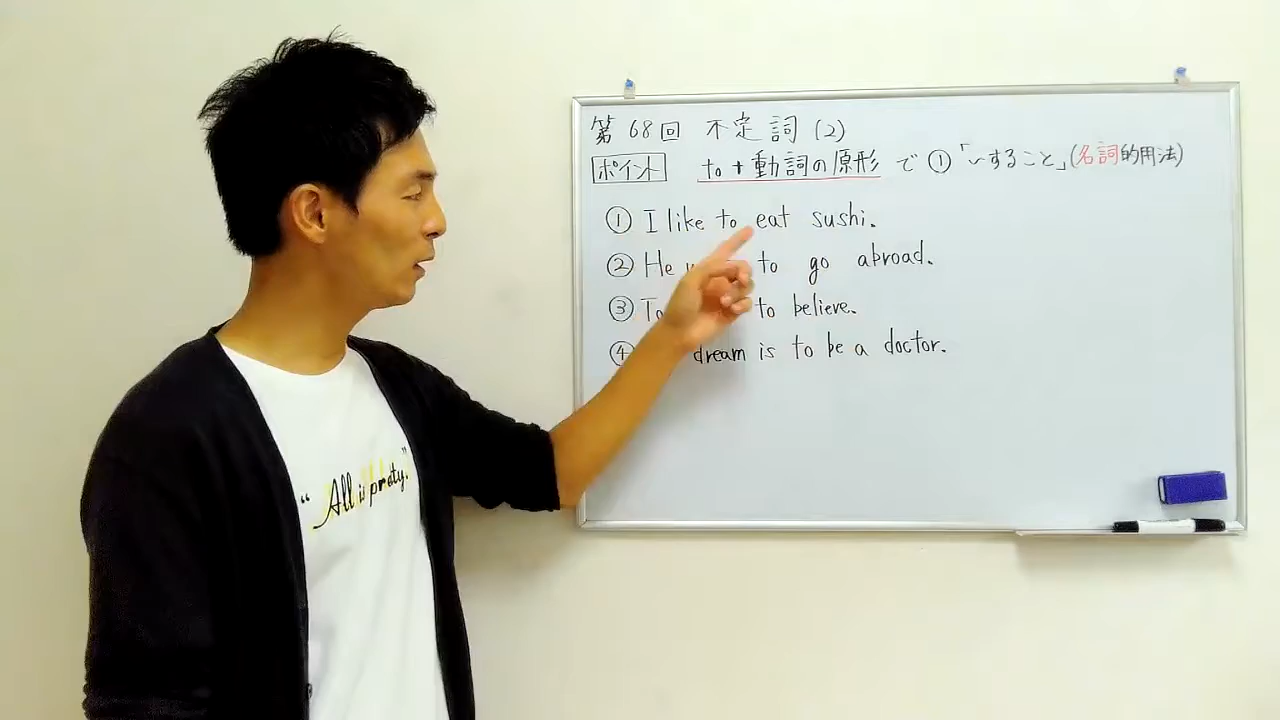 第68回 不定詞 (2)
ポイント to + 動詞の原形 で ①「~すること」(名詞的用法)
① I like to eat sushi.
② He to go abroad.
③ To to believe.
④ dream is to be a doctor.
“All is pretty.”